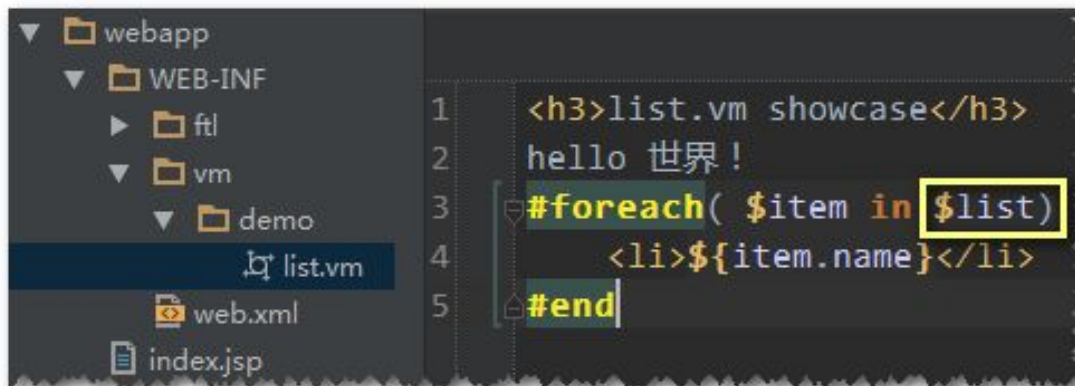 webapp
WEB-INF
ftl
vm
demo
list.vm
web.xml
index.jsp
1 <h3>list.vm showcase</h3>
2 hello 世界！
3 #foreach( $item in $list)
4 <li>${item.name}</li>
5 #end